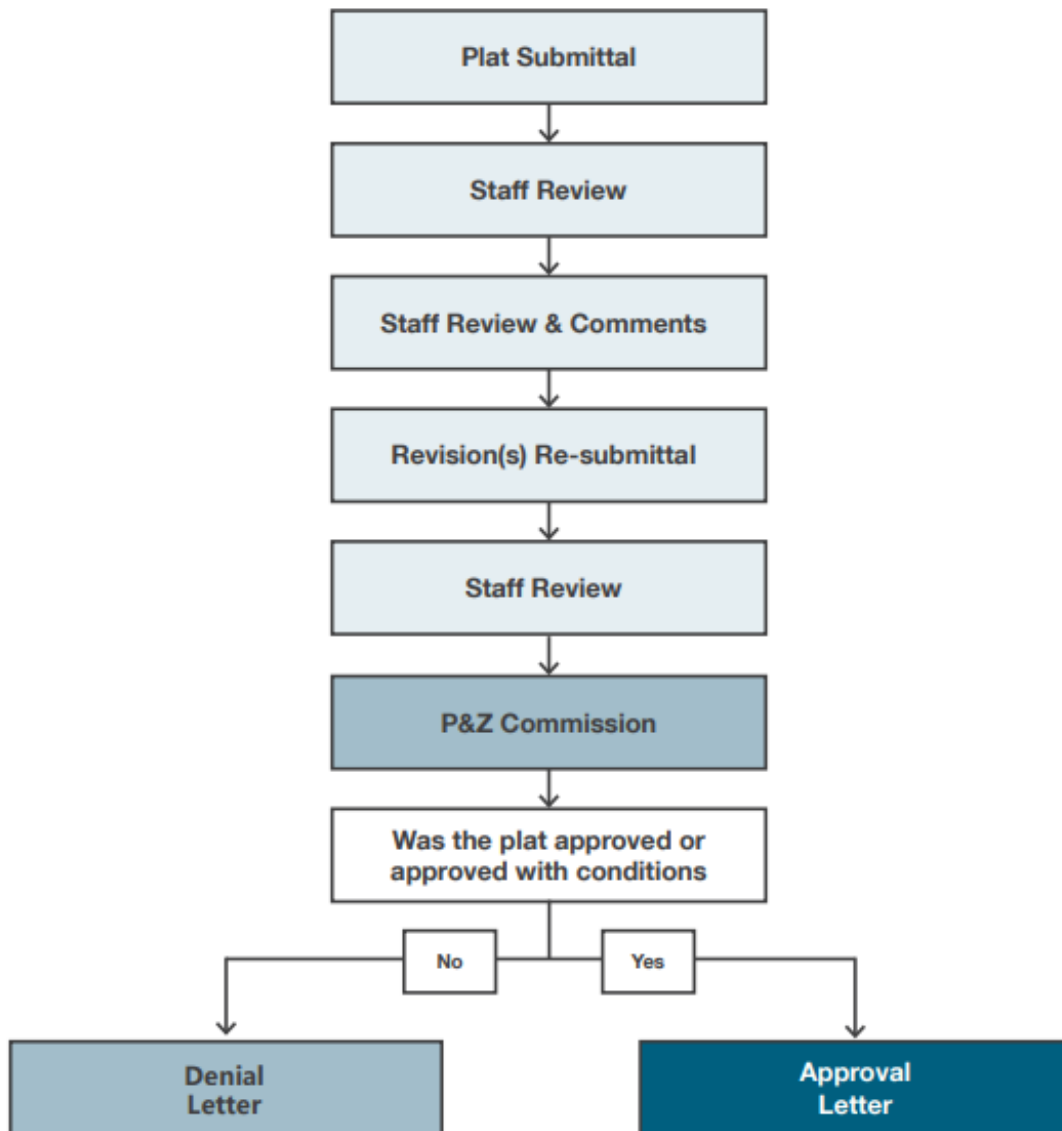 Plat Submittal
Staff Review
Staff Review & Comments
Revision(s) Re-submittal
Staff Review
P&Z Commission
Was the plat approved or
approved with conditions
No
Yes
Denial
Letter
Approval
Letter